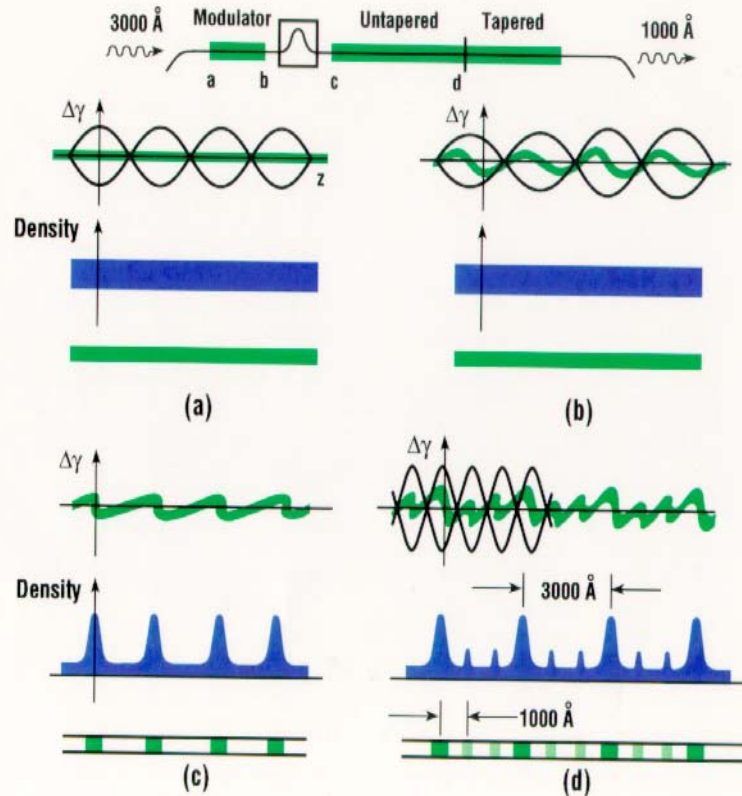 3000 Å Modulator Untapered Tapered 1000 Å
a b c d
Δγ Δγ
z
Density
(a) (b)
Δγ Δγ
Density 3000 Å
1000 Å
(c) (d)